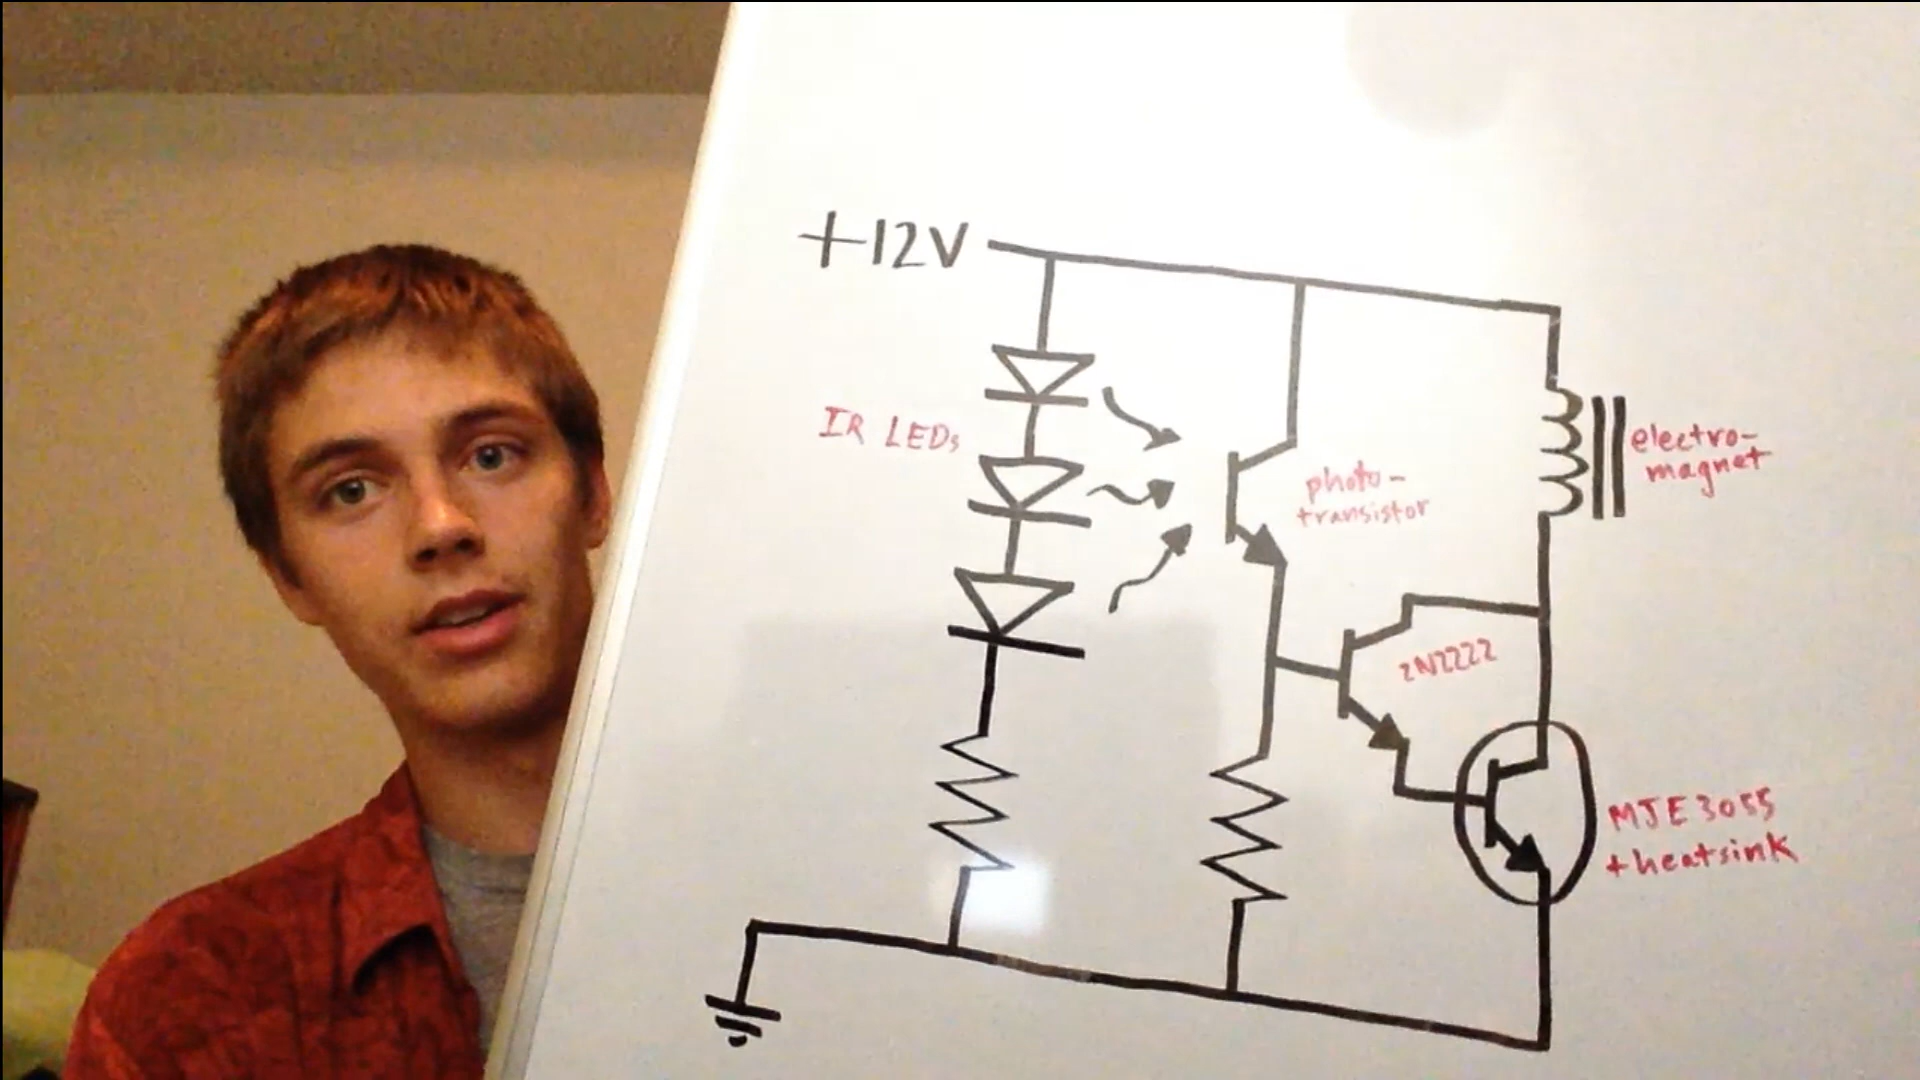 +12V
IR LEDs
photo-
transistor
electro-
magnet
2N2222
MJE3055
+heatsink